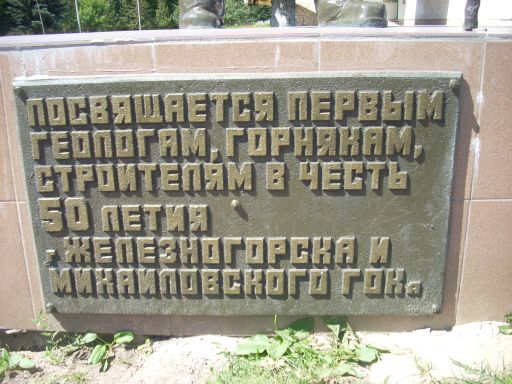 ПОСВЯЩАЕТСЯ ПЕРВЫМ
ГЕОЛОГАМ, ГОРНЯКАМ,
СТРОИТЕЛЯМ В ЧЕСТЬ
50 ЛЕТИЯ
г. ЖЕЛЕЗНОГОРСКА И
МИХАЙЛОВСКОГО ГОКа